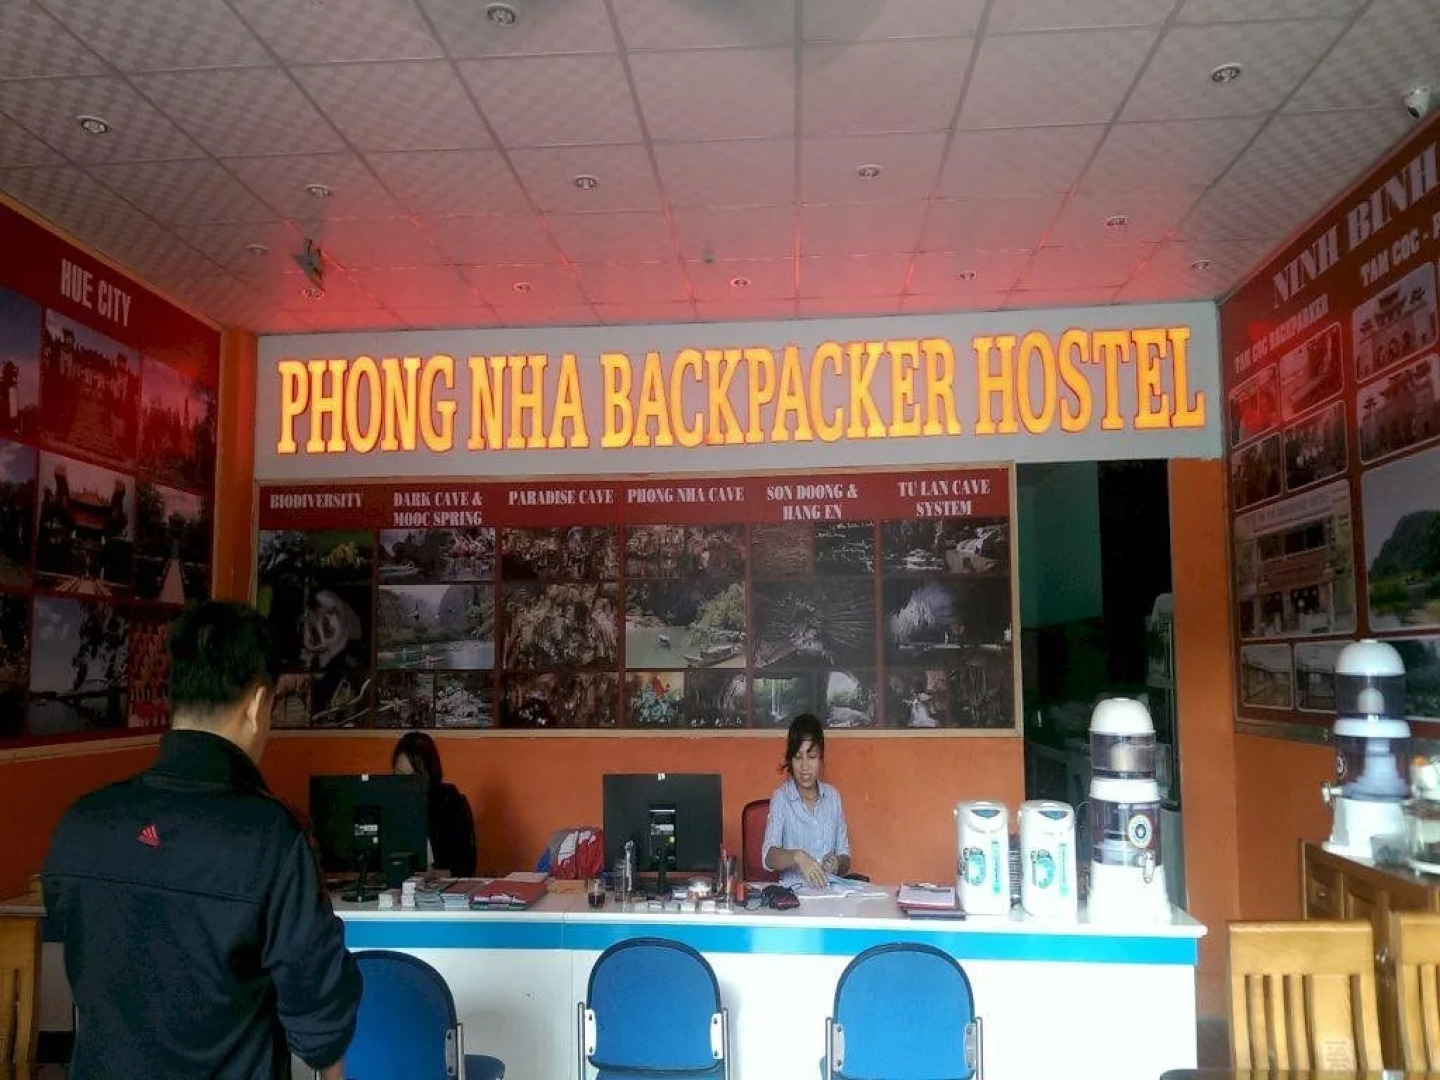 HUE CITY
PHONG NHA BACKPACKER HOSTEL
BIODIVERSITY
DARK CAVE &
MOOC SPRING
PARADISE CAVE
PHONG NHA CAVE
SON DOONG &
HANG EN
TU LAN CAVE
SYSTEM
NINH BINH
TAM COC BACKPARKER
TAM COC -